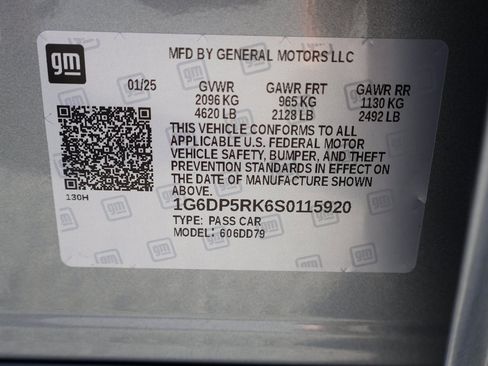 gm
MFD BY GENERAL MOTORS LLC
01/25 GVWR GAWR FRT GAWR RR
2096 KG 965 KG 1130 KG
4620 LB 2128 LB 2492 LB
THIS VEHICLE CONFORMS TO ALL
APPLICABLE U.S. FEDERAL MOTOR
VEHICLE SAFETY, BUMPER, AND THEFT
PREVENTION STANDARDS IN EFFECT ON
THE DATE OF MANUFACTURE SHOWN
ABOVE.
130H
1G6DP5RK6S0115920
TYPE: PASS CAR
MODEL: 606DD79